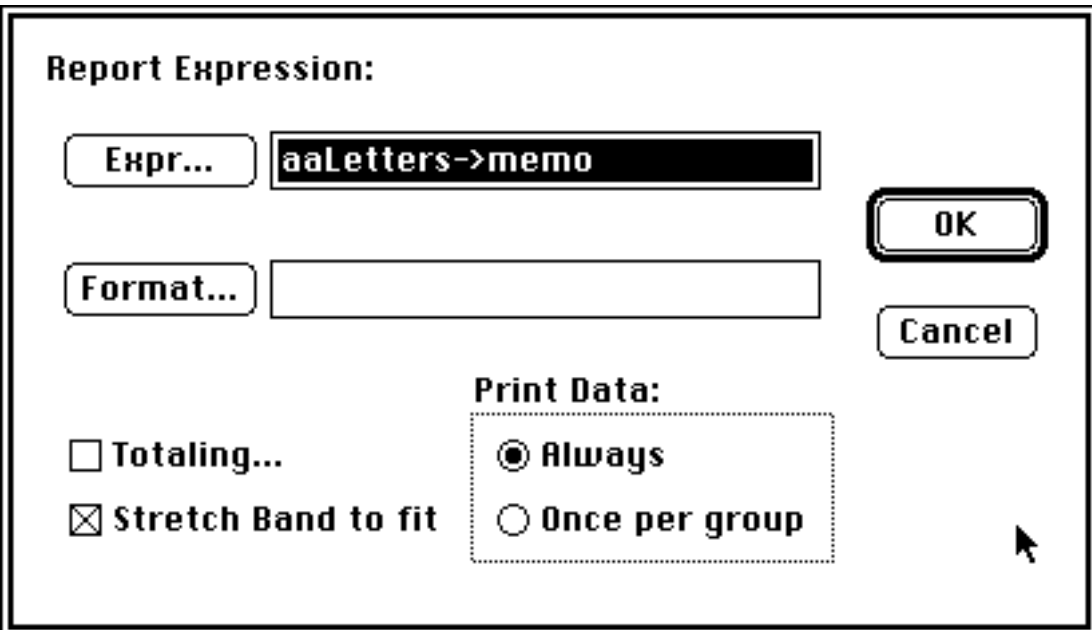 Report Expression:
Expr...
aaLetters->memo
OK
Format...
Cancel
Print Data:
Totaling...
Always
Stretch Band to fit
Once per group